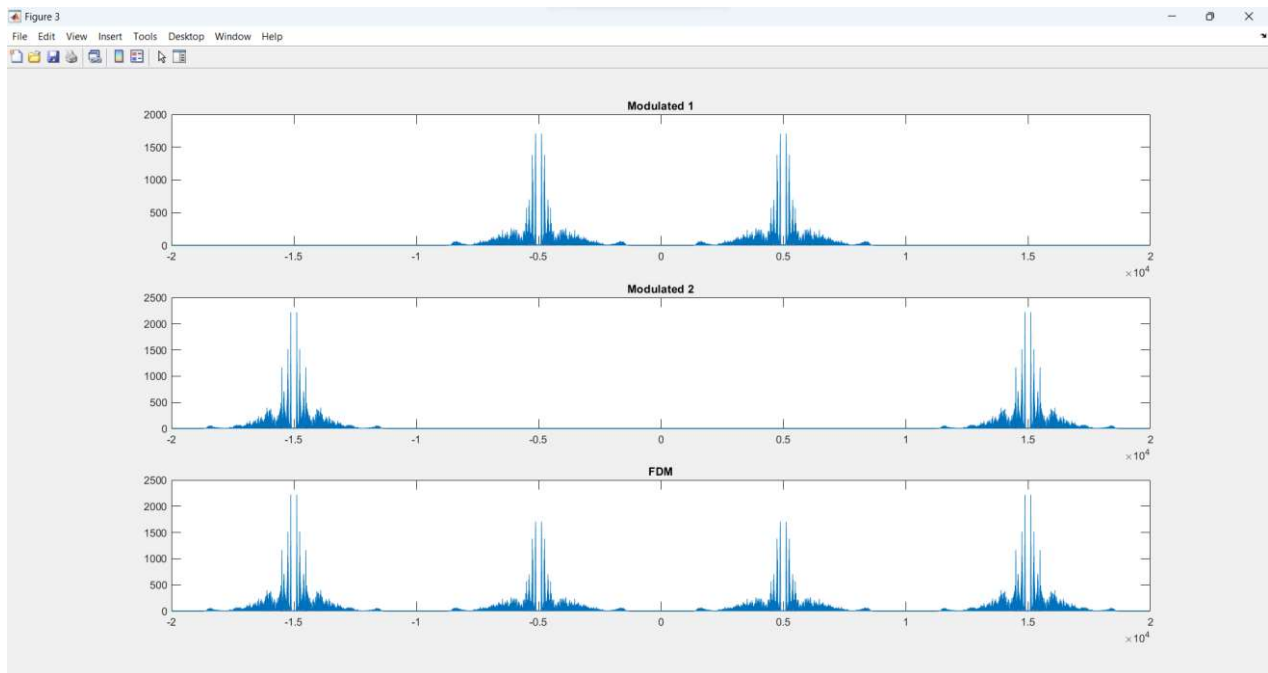 Figure 3
File Edit View Insert Tools Desktop Window Help
Modulated 1
2000
1500
1000
500
0
-2 -1.5 -1 -0.5 0 0.5 1 1.5 2
×10⁴
Modulated 2
2500
2000
1500
1000
500
0
-2 -1.5 -1 -0.5 0 0.5 1 1.5 2
×10⁴
FDM
2500
2000
1500
1000
500
0
-2 -1.5 -1 -0.5 0 0.5 1 1.5 2
×10⁴